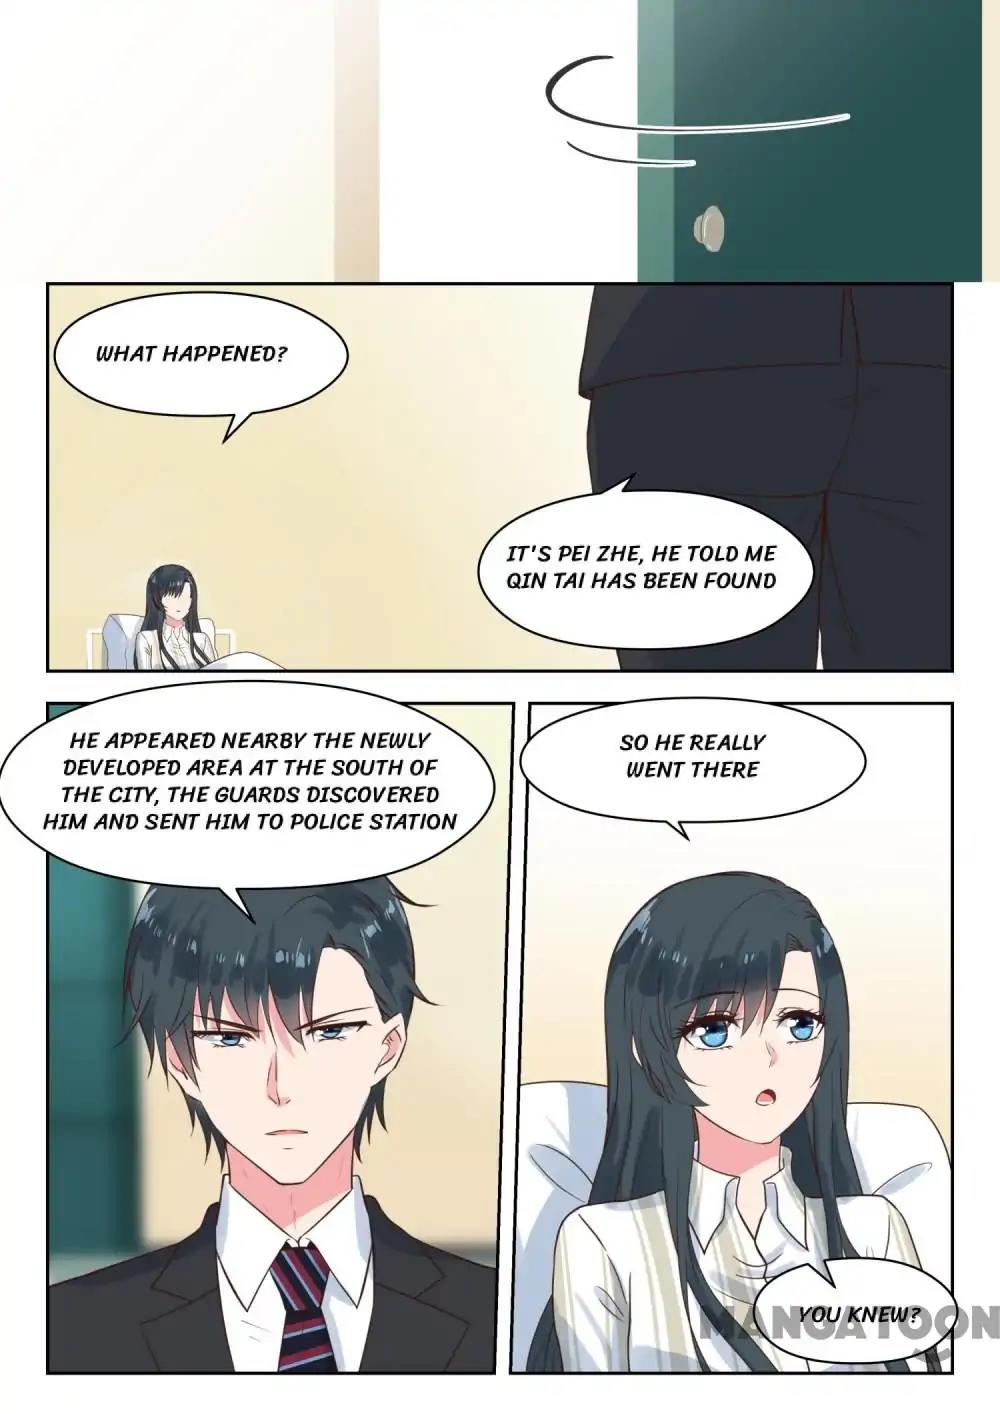 WHAT HAPPENED?
IT'S PEI ZHE, HE TOLD ME
QIN TAI HAS BEEN FOUND
HE APPEARED NEARBY THE NEWLY
DEVELOPED AREA AT THE SOUTH OF
THE CITY, THE GUARDS DISCOVERED
HIM AND SENT HIM TO POLICE STATION
SO HE REALLY
WENT THERE
YOU KNEW?
MANGATOON